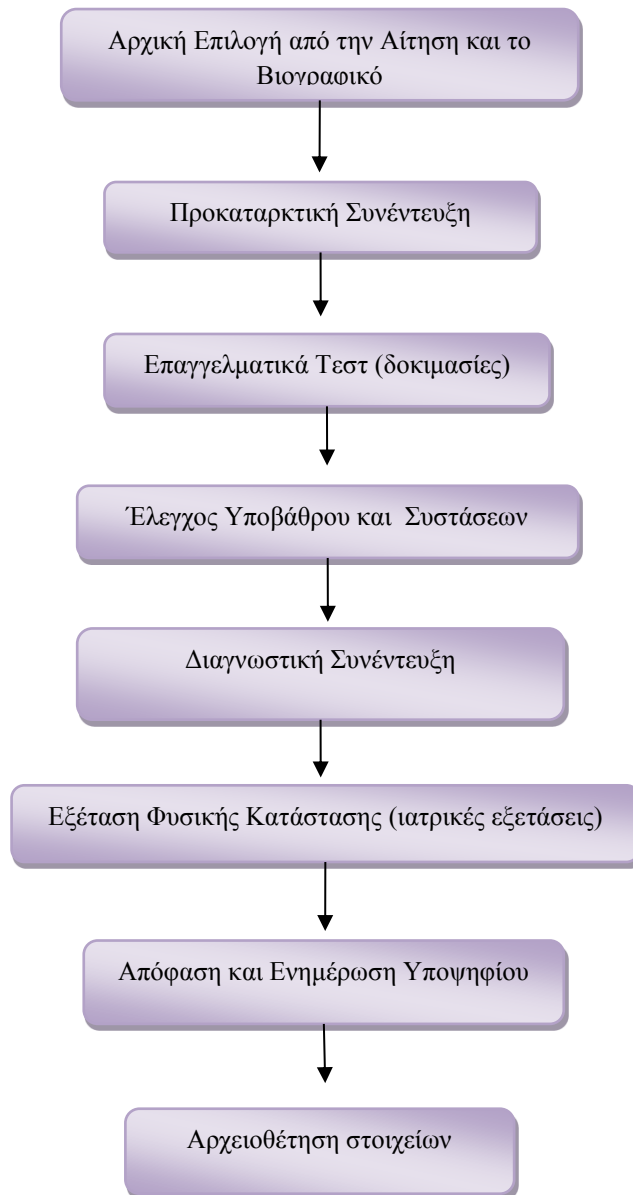 Αρχική Επιλογή από την Αίτηση και το
Βιογραφικό
Προκαταρκτική Συνέντευξη
Επαγγελματικά Τεστ (δοκιμασίες)
Έλεγχος Υποβάθρου και Συστάσεων
Διαγνωστική Συνέντευξη
Εξέταση Φυσικής Κατάστασης (ιατρικές εξετάσεις)
Απόφαση και Ενημέρωση Υποψηφίου
Αρχειοθέτηση στοιχείων